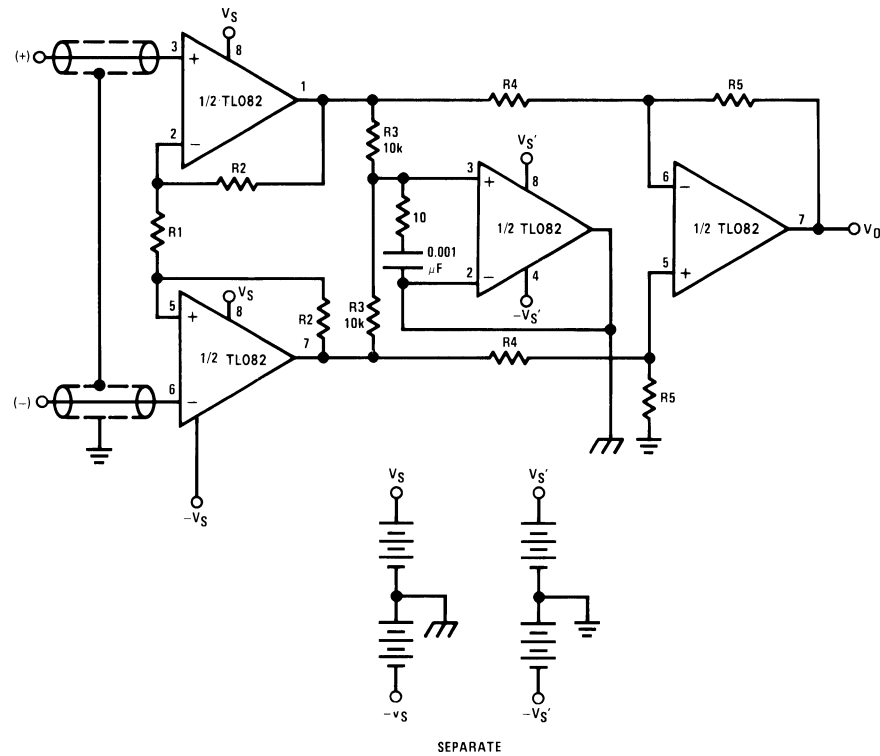 VS
(+)
3
+
8
1
1/2 TL082
2
−
R2
R1
R3
10k
R4
R5
VS'
3
+
8
1/2 TL082
10
0.001
μF
2
−
4
−VS'
6
−
1/2 TL082
7
VO
5
+
VS
5
+
8
R2
R3
10k
1/2 TL082
7
R4
R5
(−)
6
−
−VS
VS
VS'
−VS
−VS'
SEPARATE